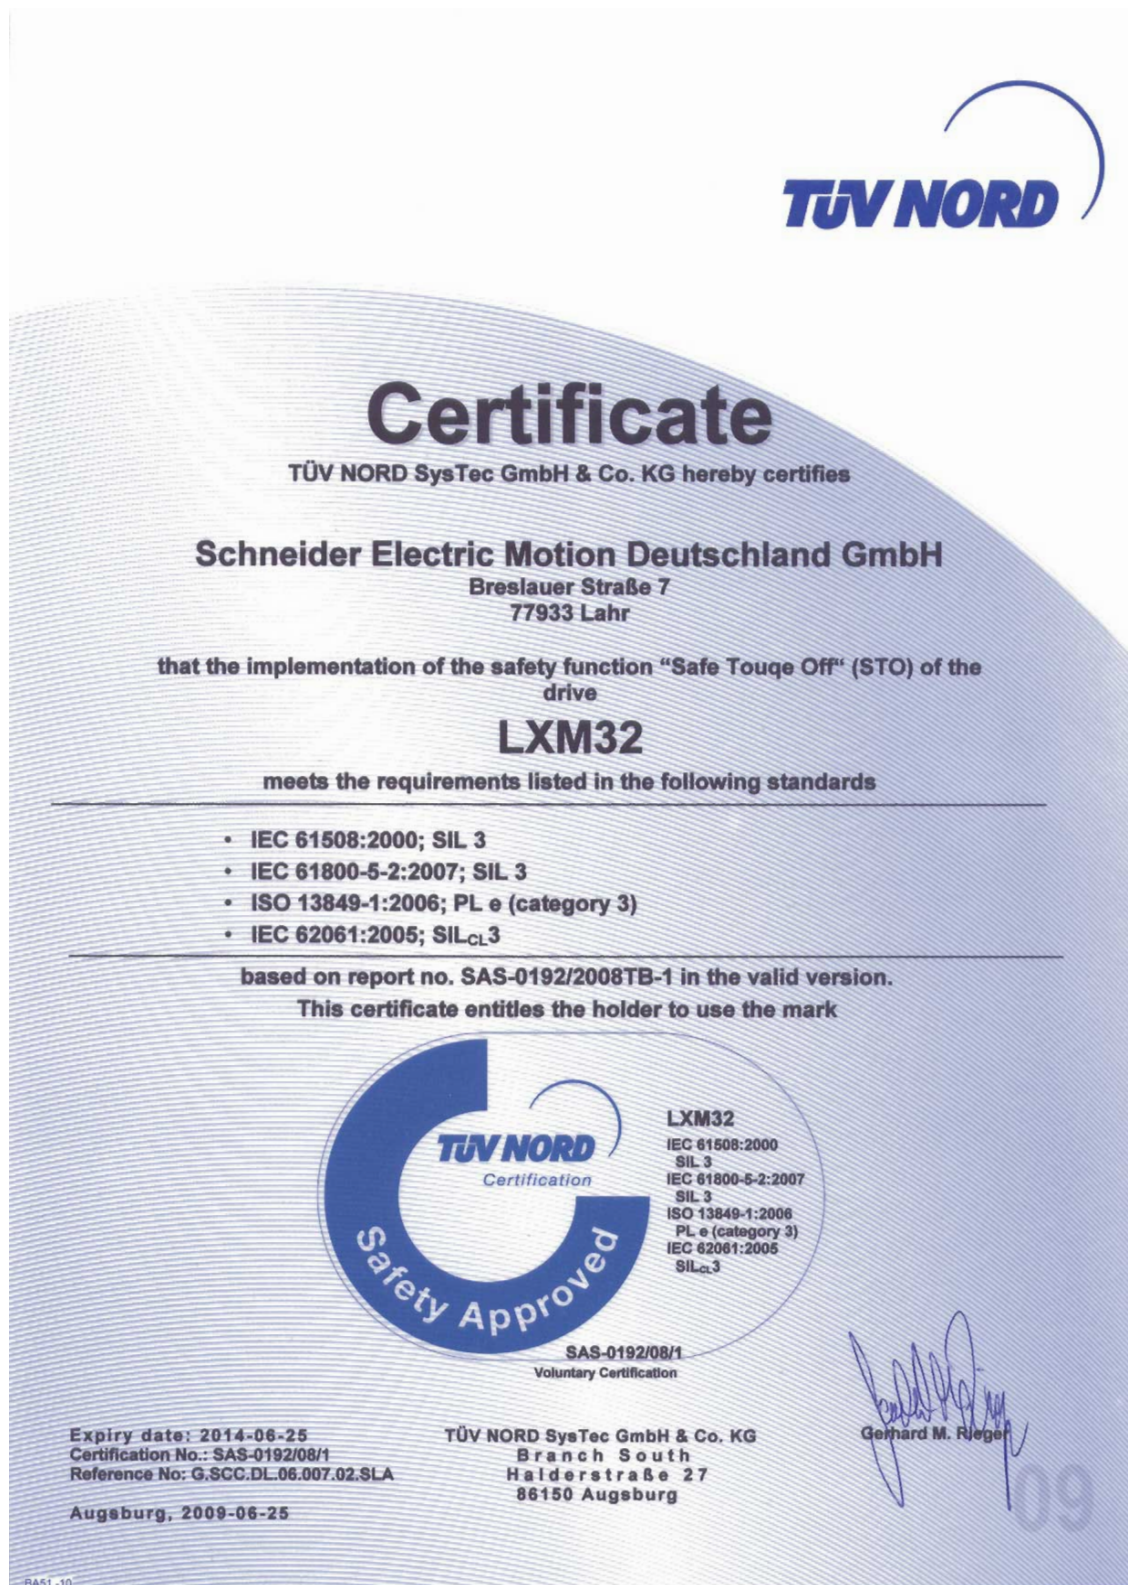 TÜV NORD
Certificate
TÜV NORD SysTec GmbH & Co. KG hereby certifies
Schneider Electric Motion Deutschland GmbH
Breslauer Straße 7
77933 Lahr
that the implementation of the safety function “Safe Touqe Off“ (STO) of the
drive
LXM32
meets the requirements listed in the following standards
• IEC 61508:2000; SIL 3
• IEC 61800-5-2:2007; SIL 3
• ISO 13849-1:2006; PL e (category 3)
• IEC 62061:2005; SILCL3
based on report no. SAS-0192/2008TB-1 in the valid version.
This certificate entitles the holder to use the mark
TÜV NORD
Certification
Safety Approved
LXM32
IEC 61508:2000
SIL 3
IEC 61800-5-2:2007
SIL 3
ISO 13849-1:2006
PL e (category 3)
IEC 62061:2005
SILCL3
SAS-0192/08/1
Voluntary Certification
Expiry date: 2014-06-25
Certification No.: SAS-0192/08/1
Reference No: G.SCC.DL.06.007.02.SLA
Augsburg, 2009-06-25
TÜV NORD SysTec GmbH & Co. KG
Branch South
Halderstraße 27
86150 Augsburg
Gerhard M. Rieger
09